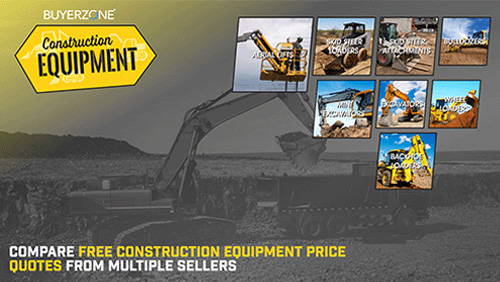 BUYERZONE
Construction
EQUIPMENT
AERIAL LIFTS
SKID STEER
LOADERS
SKID STEER
ATTACHMENTS
BULLDOZERS
MINI
EXCAVATORS
EXCAVATORS
WHEEL
LOADERS
BACKHOE
LOADERS
COMPARE FREE CONSTRUCTION EQUIPMENT PRICE
QUOTES FROM MULTIPLE SELLERS